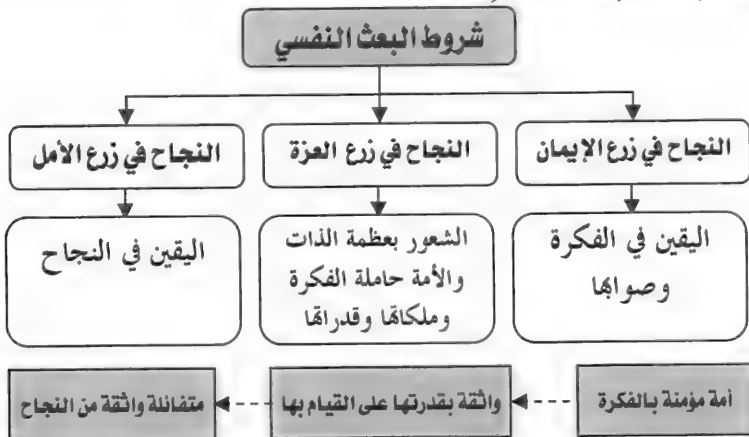 شروط البعث النفسي
النجاح في زرع الإيمان
النجاح في زرع العزة
النجاح في زرع الأمل
اليقين في الفكرة
وصوابها
الشعور بعظمة الذات
والأمة حاملة الفكرة
وملكاتها وقدراتها
اليقين في النجاح
أمة مؤمنة بالفكرة
واثقة بقدرتها على القيام بها
متفائلة واثقة من النجاح